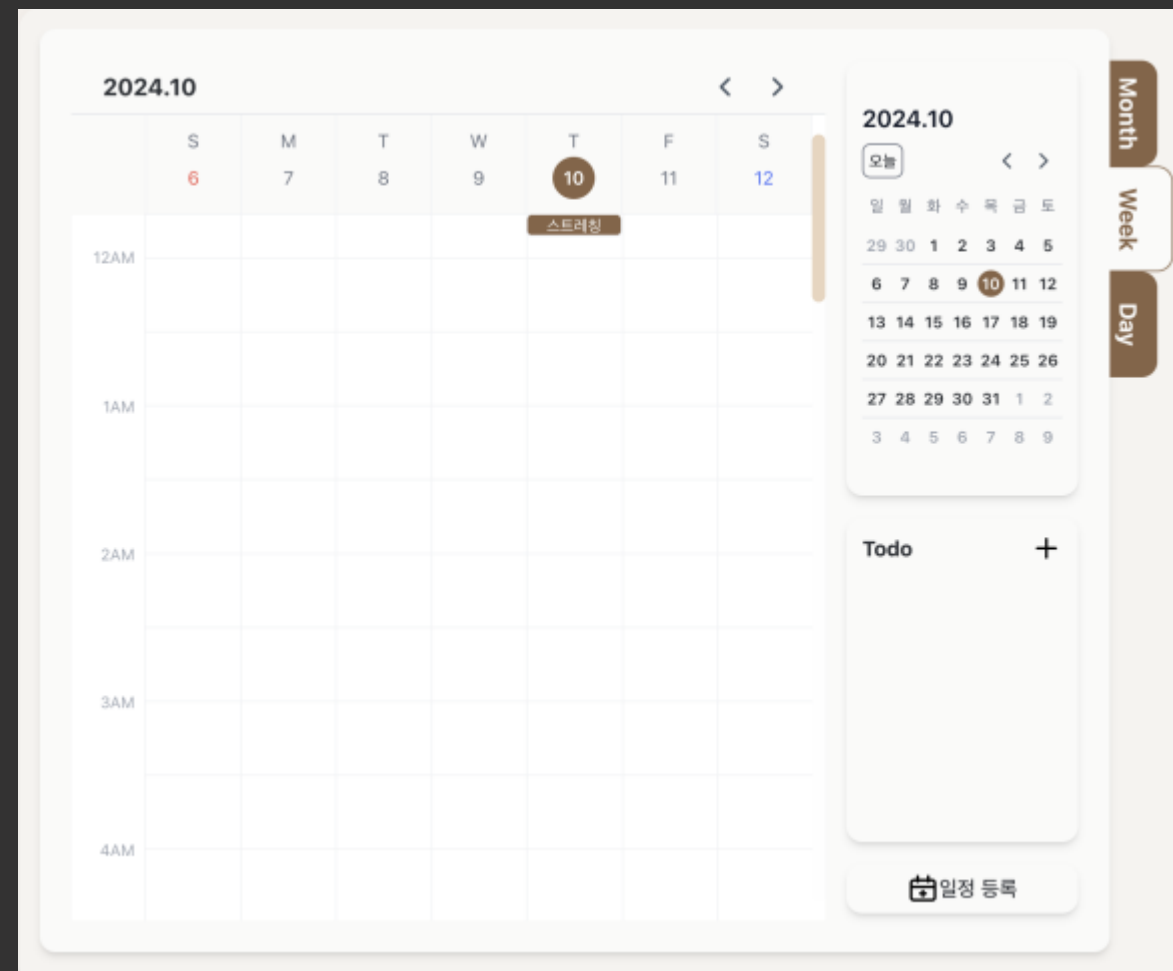 2024.10
S M T W T F S
6 7 8 9 10 11 12
스트레칭
12AM
1AM
2AM
3AM
4AM
2024.10
오늘
일 월 화 수 목 금 토
29 30 1 2 3 4 5
6 7 8 9 10 11 12
13 14 15 16 17 18 19
20 21 22 23 24 25 26
27 28 29 30 31 1 2
3 4 5 6 7 8 9
Todo
일정 등록
Month
Week
Day